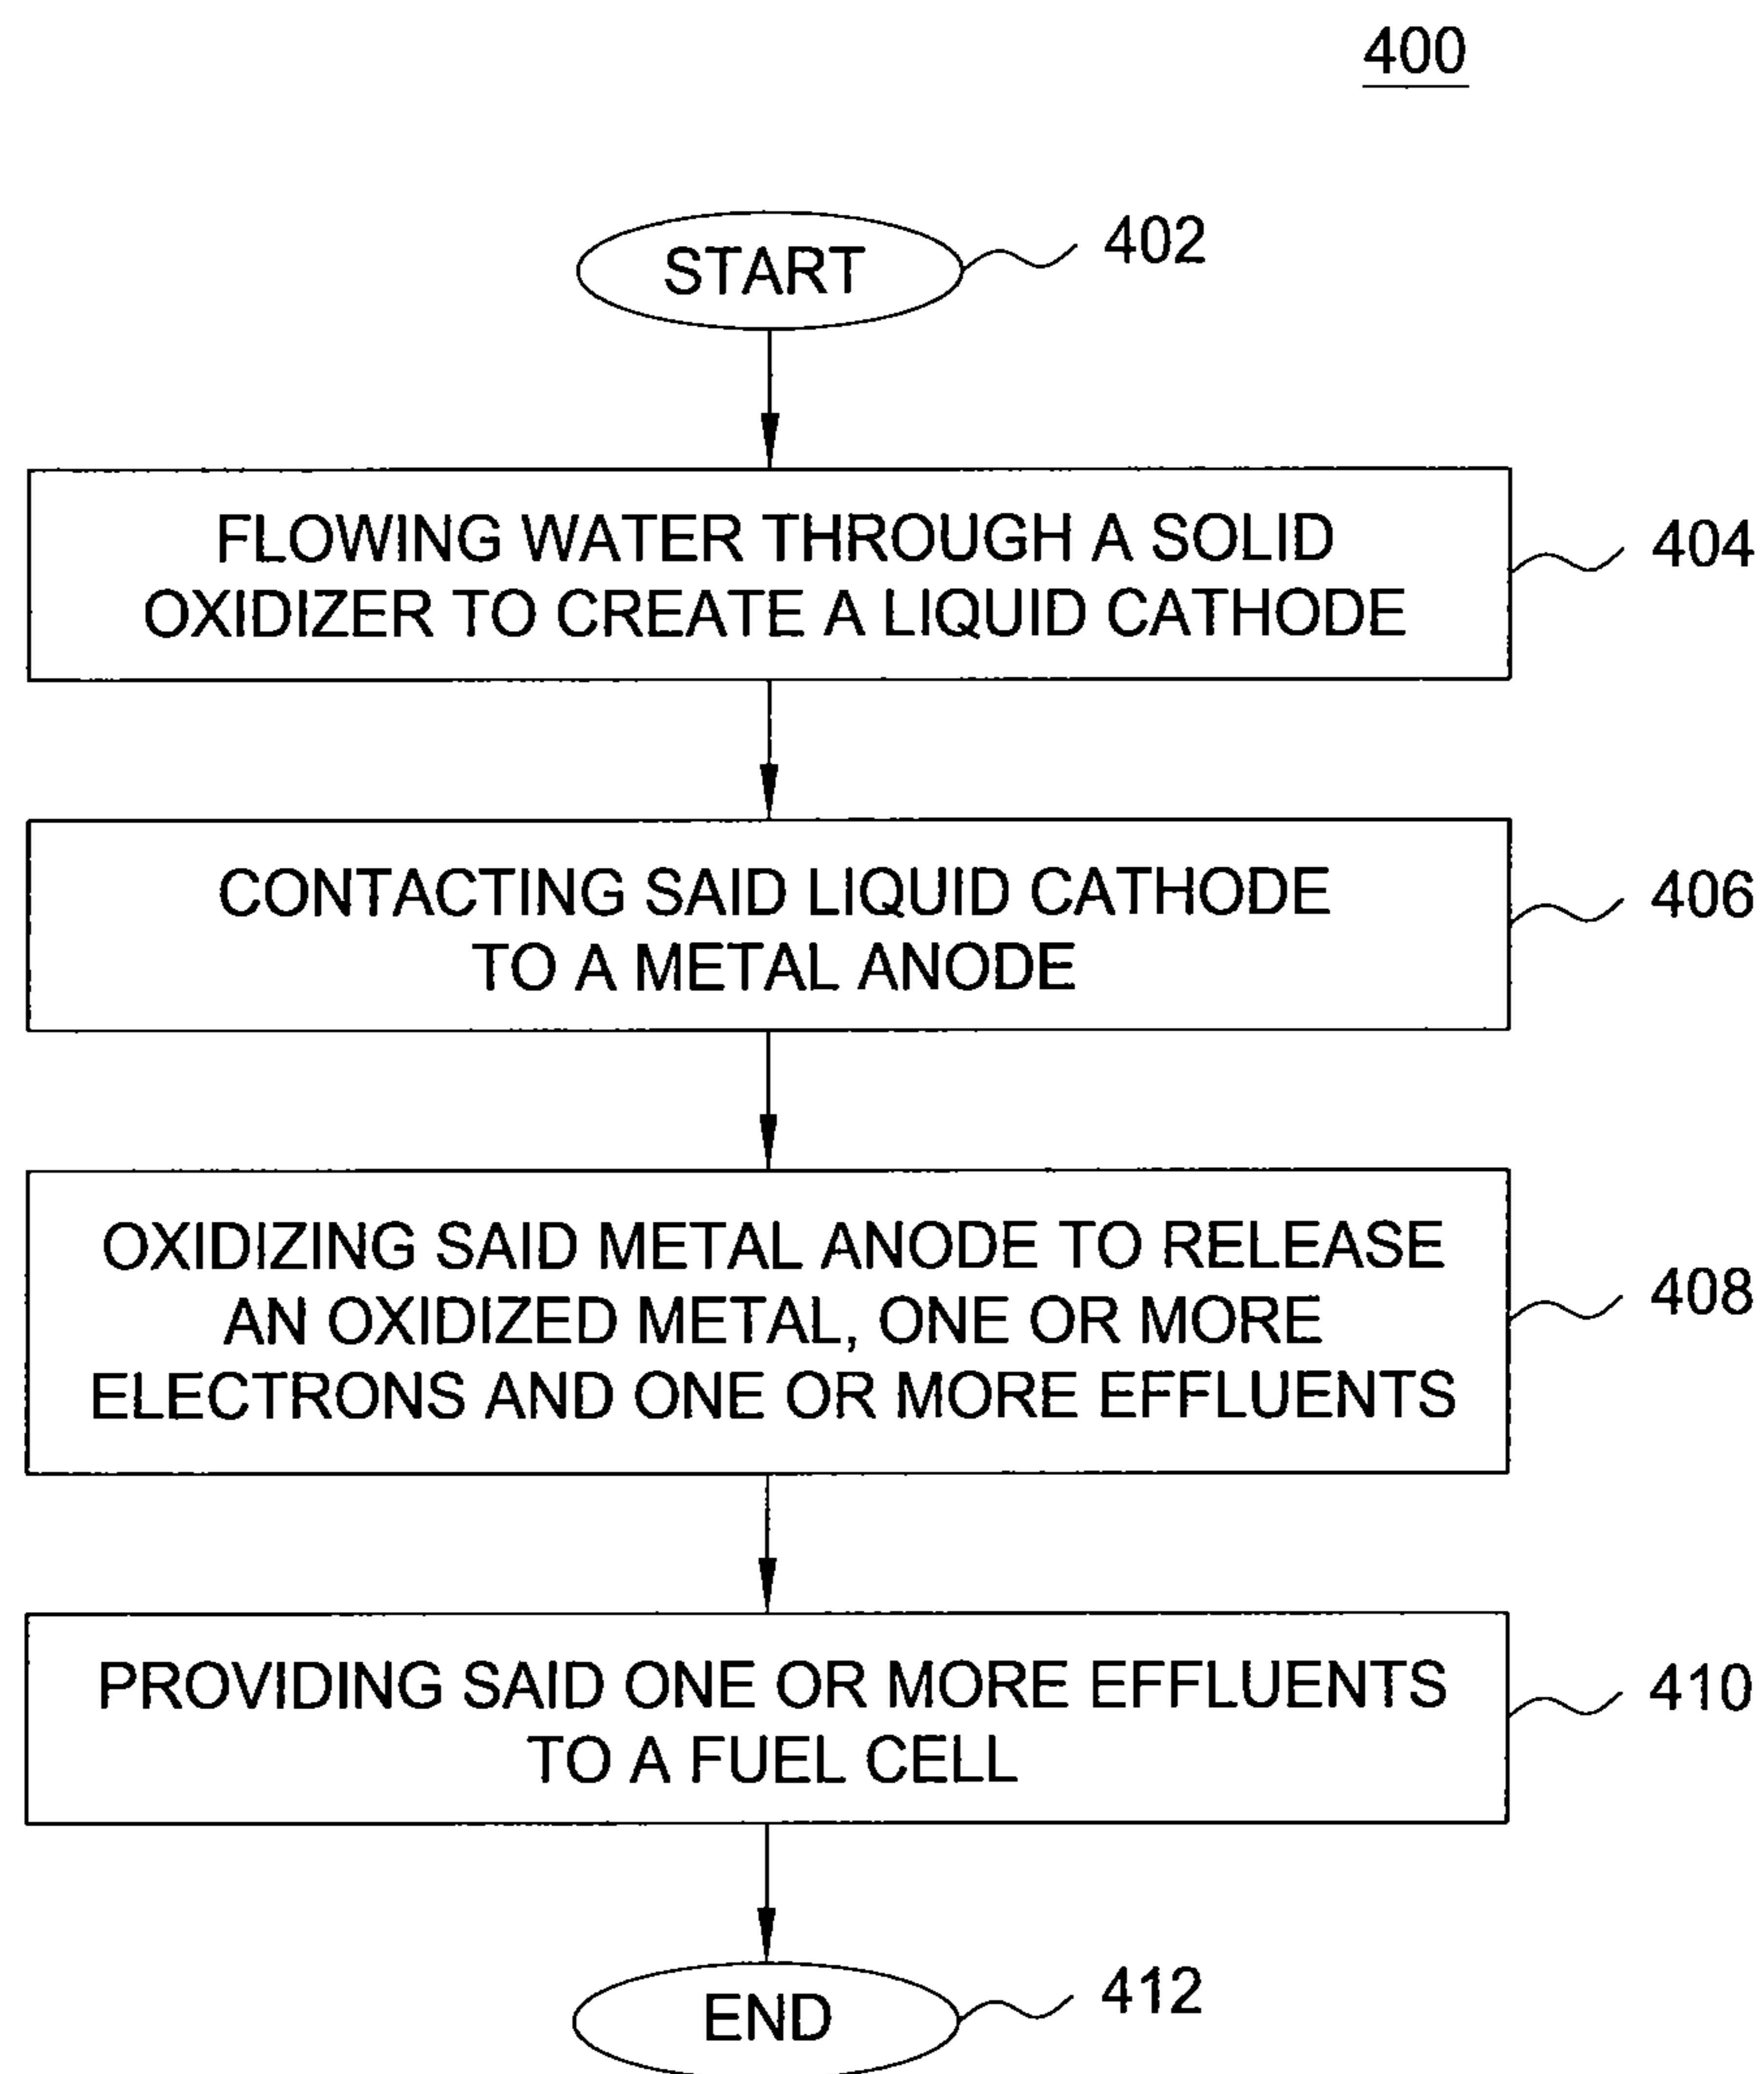 400
START
402
FLOWING WATER THROUGH A SOLID
OXIDIZER TO CREATE A LIQUID CATHODE
404
CONTACTING SAID LIQUID CATHODE
TO A METAL ANODE
406
OXIDIZING SAID METAL ANODE TO RELEASE
AN OXIDIZED METAL, ONE OR MORE
ELECTRONS AND ONE OR MORE EFFLUENTS
408
PROVIDING SAID ONE OR MORE EFFLUENTS
TO A FUEL CELL
410
END
412